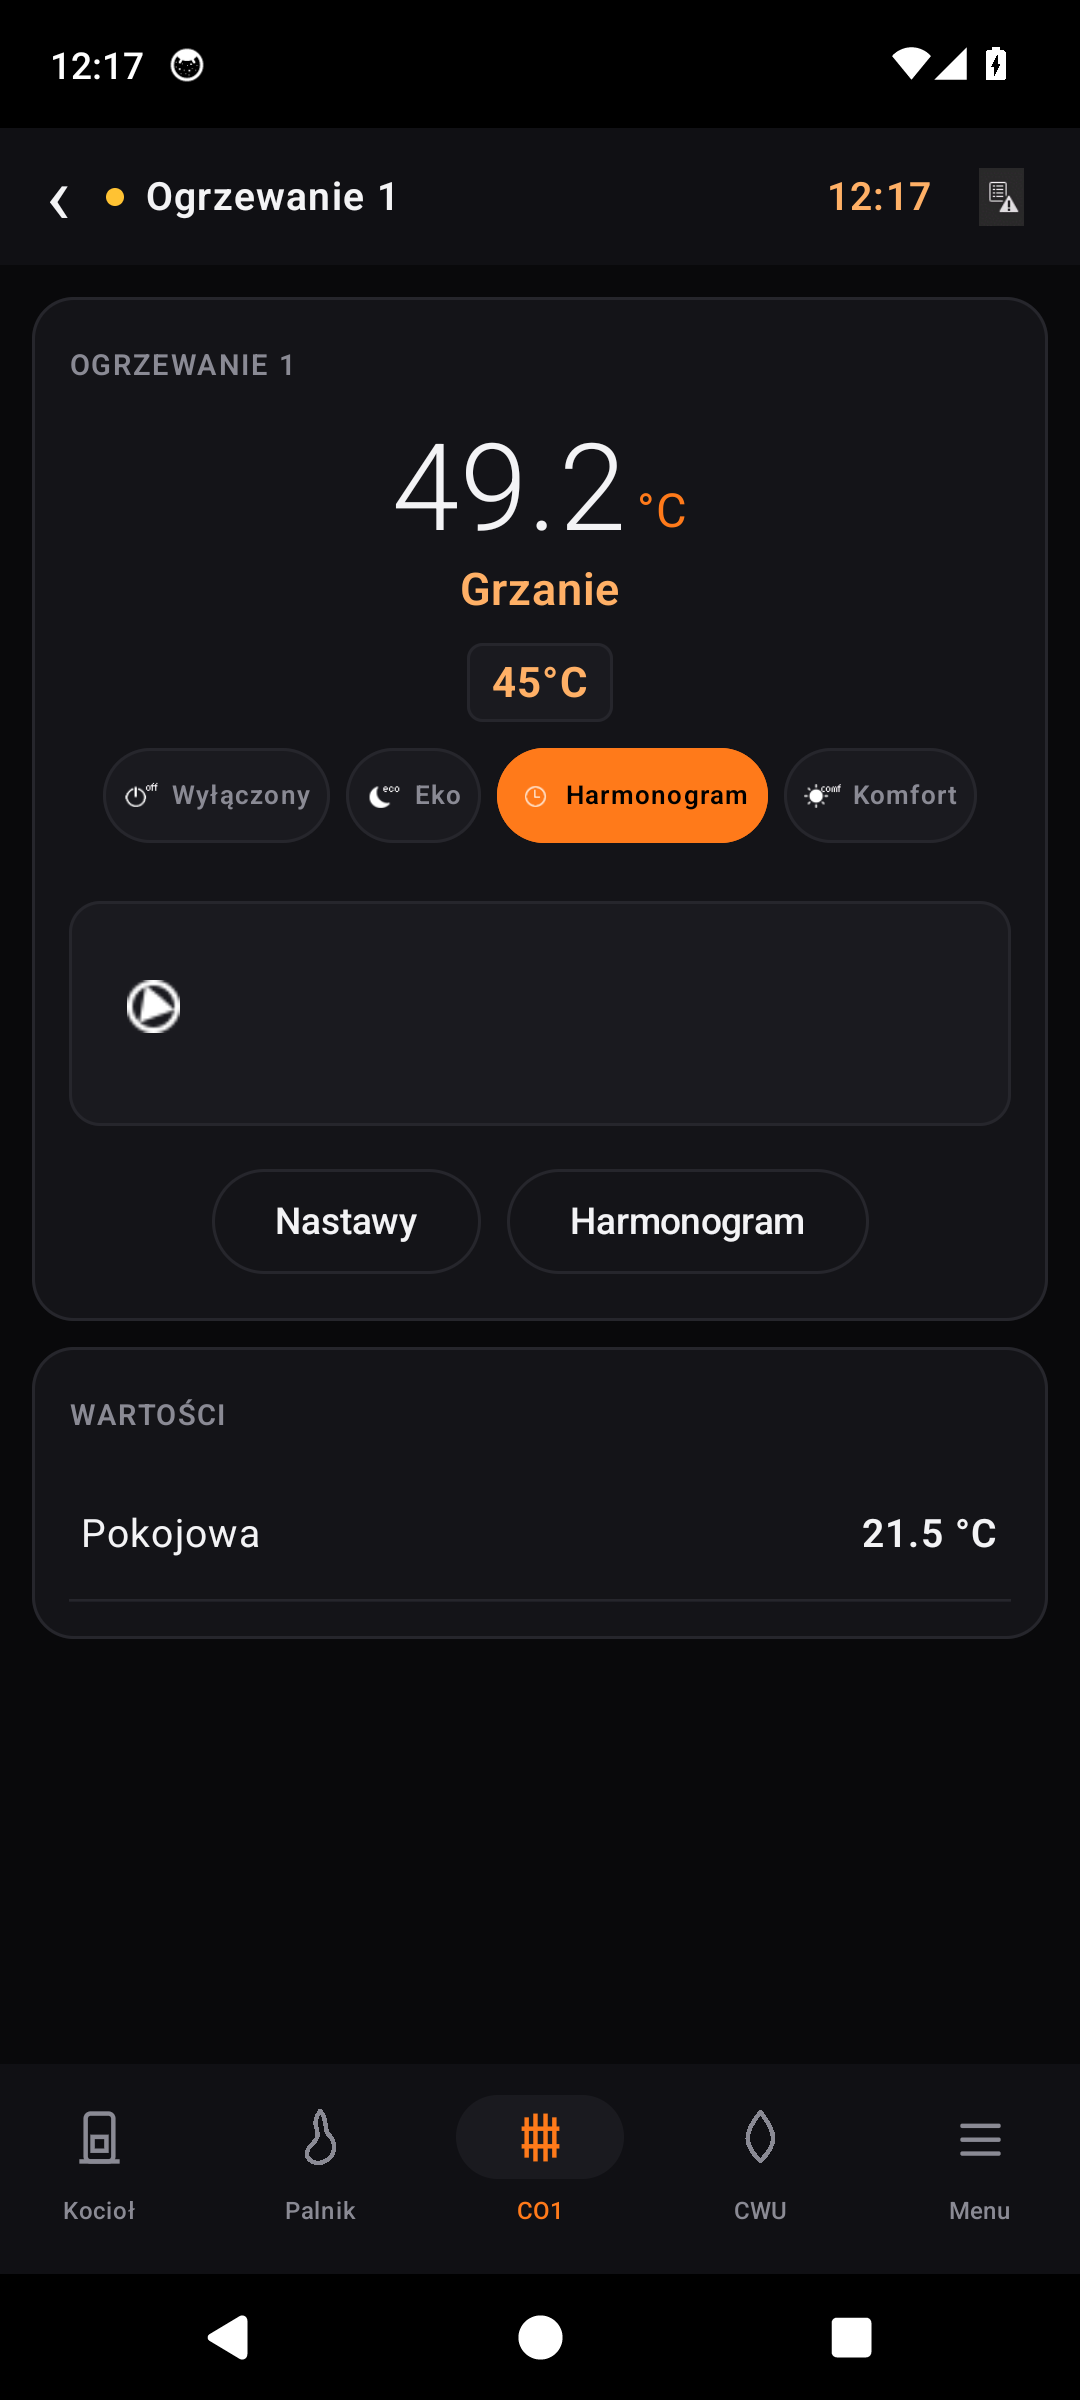 12:17
Ogrzewanie 1
12:17
OGRZEWANIE 1
49.2 °C
Grzanie
45°C
off Wyłączony
eco Eko
Harmonogram
comf Komfort
Nastawy
Harmonogram
WARTOŚCI
Pokojowa 21.5 °C
Kocioł
Palnik
CO1
CWU
Menu